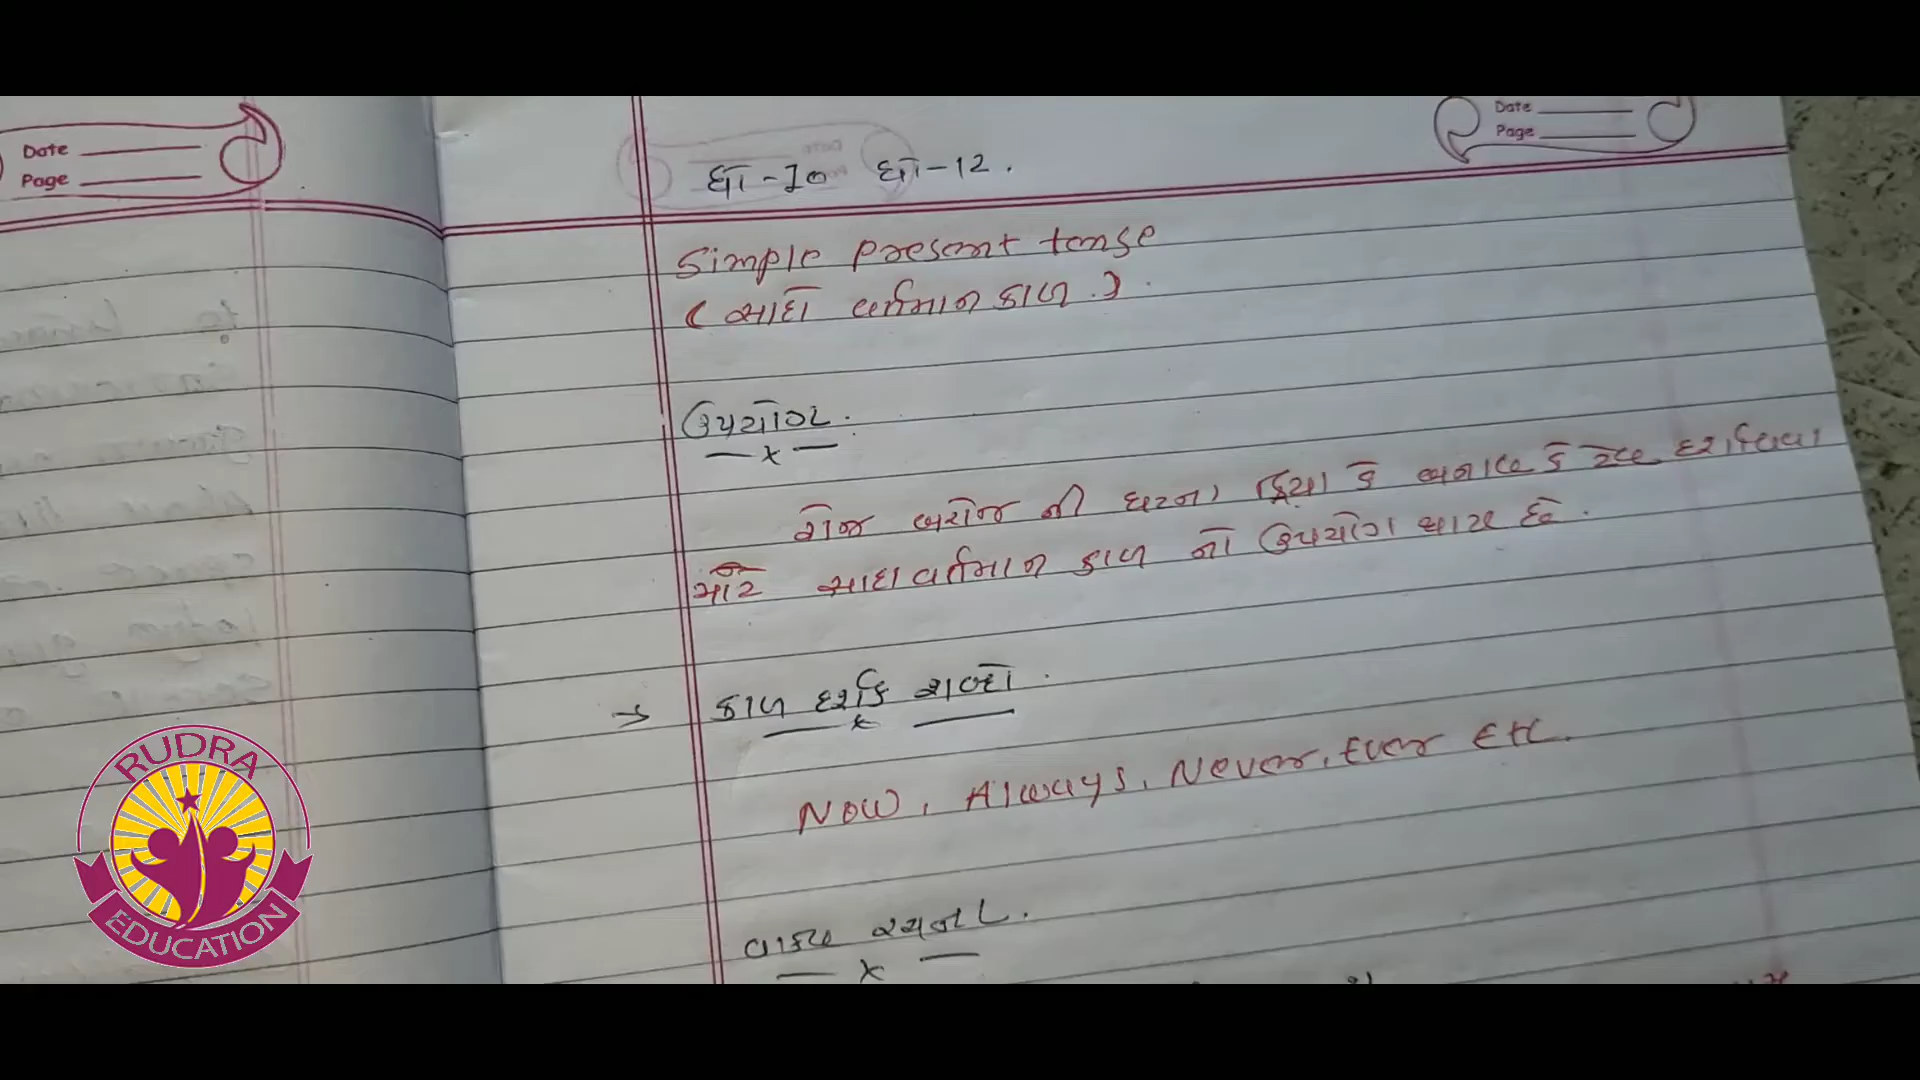 Date
Page
Date
Page
ધો-10 ધો-12.
Simple present tense
(સાદો વર્તમાન કાળ.).
ઉપયોગ.
રોજ બરોજ ની ઘટના ક્રિયા કે બનાવ કે ટેવ દર્શાવવા
માટે સાદા વર્તમાન કાળ નો ઉપયોગ થાય છે.
→ કાળ દર્શક શબ્દો.
Now, Always, Never, Ever Etc.
વાક્ય રચના.
RUDRA
EDUCATION